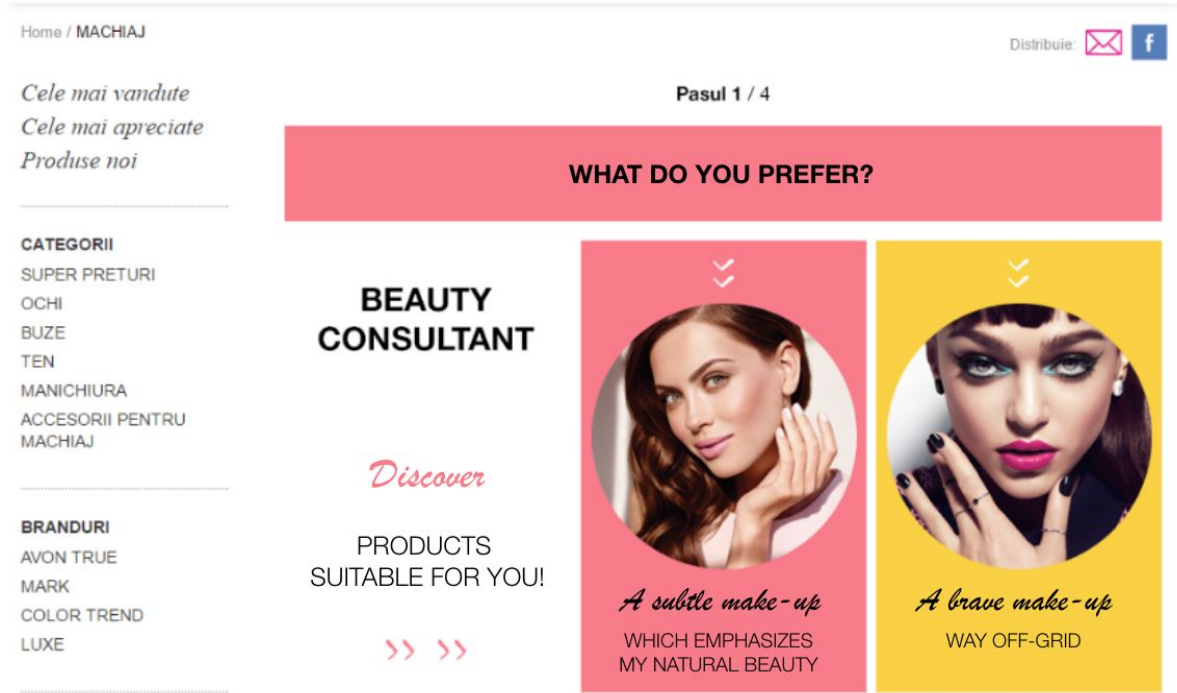 Home / MACHIAJ
Distribuie:
f
Cele mai vandute
Cele mai apreciate
Produse noi
CATEGORII
SUPER PRETURI
OCHI
BUZE
TEN
MANICHIURA
ACCESORII PENTRU
MACHIAJ
BRANDURI
AVON TRUE
MARK
COLOR TREND
LUXE
Pasul 1 / 4
WHAT DO YOU PREFER?
BEAUTY
CONSULTANT
Discover
PRODUCTS
SUITABLE FOR YOU!
A subtle make-up
WHICH EMPHASIZES
MY NATURAL BEAUTY
A brave make-up
WAY OFF-GRID